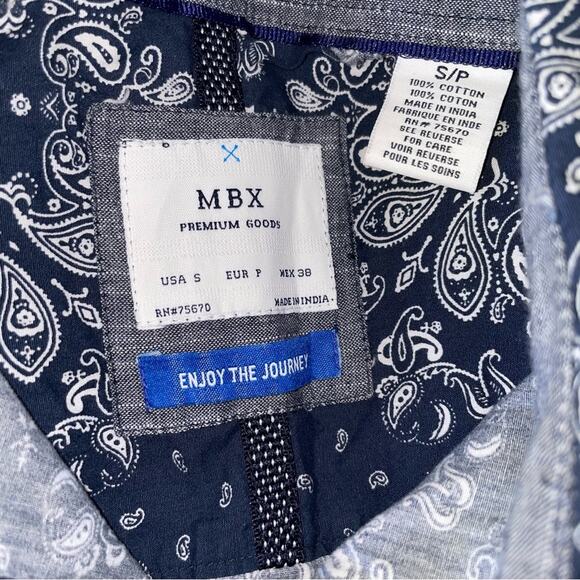 S/P
100% COTTON
100% COTON
MADE IN INDIA
FABRIQUE EN INDE
RN# 75670
SEE REVERSE
FOR CARE
VOIR REVERSE
POUR LES SOINS
MBX
PREMIUM GOODS
USA S EUR P MEX 38
RN#75670 MADE IN INDIA
ENJOY THE JOURNEY